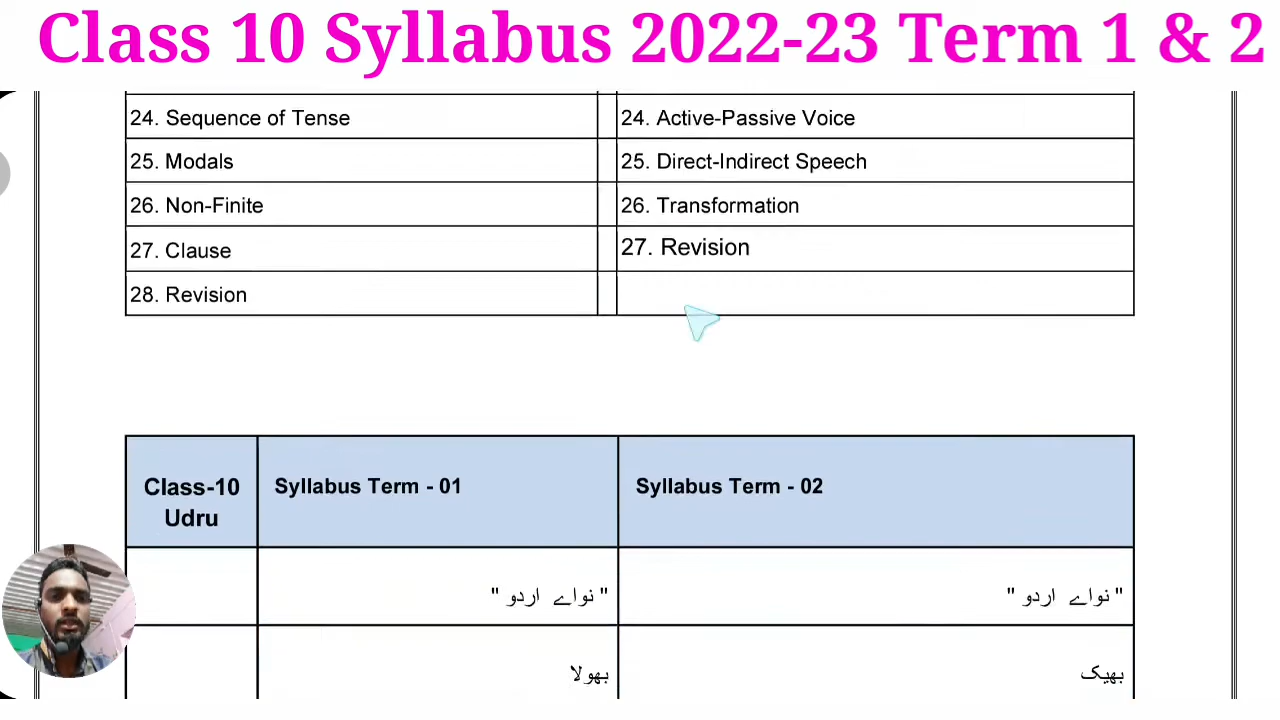 Class 10 Syllabus 2022-23 Term 1 & 2
24. Sequence of Tense
24. Active-Passive Voice
25. Modals
25. Direct-Indirect Speech
26. Non-Finite
26. Transformation
27. Clause
27. Revision
28. Revision
Class-10
Udru
Syllabus Term - 01
Syllabus Term - 02
" نواے اردو "
" نواے اردو "
بھولا
بھیک